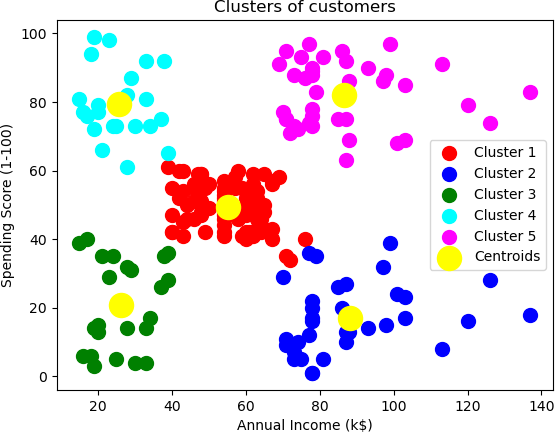 Clusters of customers
Spending Score (1-100)
100
80
60
40
20
0
Cluster 1
Cluster 2
Cluster 3
Cluster 4
Cluster 5
Centroids
20 40 60 80 100 120 140
Annual Income (k$)